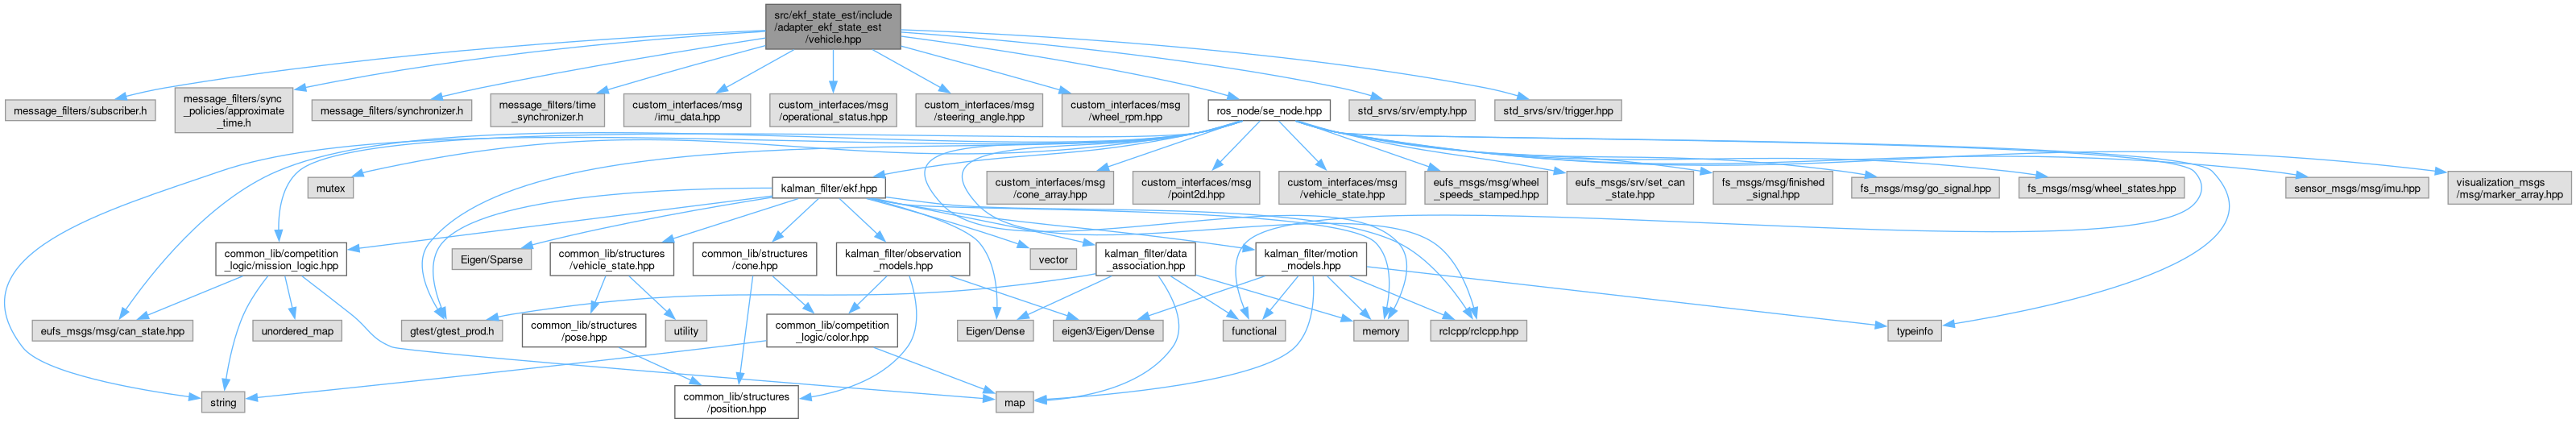 src/ekf_state_est/include
/adapter_ekf_state_est
/vehicle.hpp
message_filters/subscriber.h
message_filters/sync
_policies/approximate
_time.h
message_filters/synchronizer.h
message_filters/time
_synchronizer.h
custom_interfaces/msg
/imu_data.hpp
custom_interfaces/msg
/operational_status.hpp
custom_interfaces/msg
/steering_angle.hpp
custom_interfaces/msg
/wheel_rpm.hpp
ros_node/se_node.hpp
std_srvs/srv/empty.hpp
std_srvs/srv/trigger.hpp
mutex
kalman_filter/ekf.hpp
custom_interfaces/msg
/cone_array.hpp
custom_interfaces/msg
/point2d.hpp
custom_interfaces/msg
/vehicle_state.hpp
eufs_msgs/msg/wheel
_speeds_stamped.hpp
eufs_msgs/srv/set_can
_state.hpp
fs_msgs/msg/finished
_signal.hpp
fs_msgs/msg/go_signal.hpp
fs_msgs/msg/wheel_states.hpp
sensor_msgs/msg/imu.hpp
visualization_msgs
/msg/marker_array.hpp
common_lib/competition
_logic/mission_logic.hpp
Eigen/Sparse
common_lib/structures
/vehicle_state.hpp
common_lib/structures
/cone.hpp
kalman_filter/observation
_models.hpp
vector
kalman_filter/data
_association.hpp
kalman_filter/motion
_models.hpp
eufs_msgs/msg/can_state.hpp
unordered_map
gtest/gtest_prod.h
common_lib/structures
/pose.hpp
utility
common_lib/competition
_logic/color.hpp
Eigen/Dense
eigen3/Eigen/Dense
functional
memory
rclcpp/rclcpp.hpp
typeinfo
string
common_lib/structures
/position.hpp
map